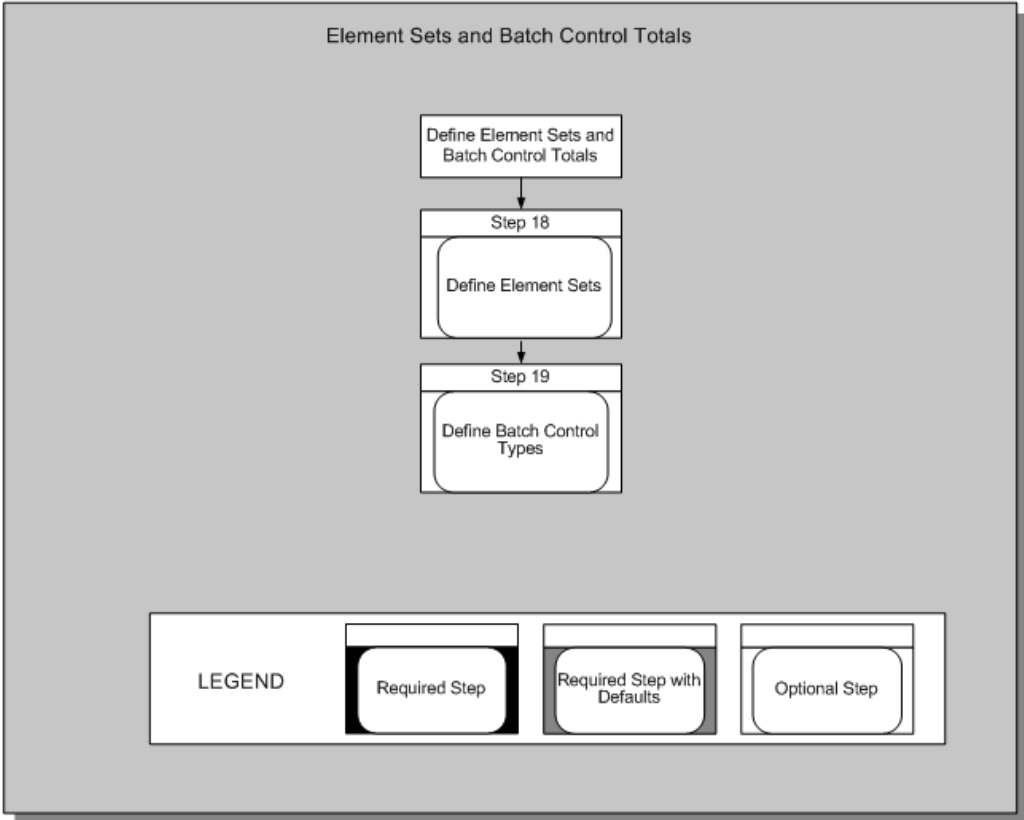 Element Sets and Batch Control Totals
Define Element Sets and
Batch Control Totals
Step 18
Define Element Sets
Step 19
Define Batch Control
Types
LEGEND
Required Step
Required Step with
Defaults
Optional Step